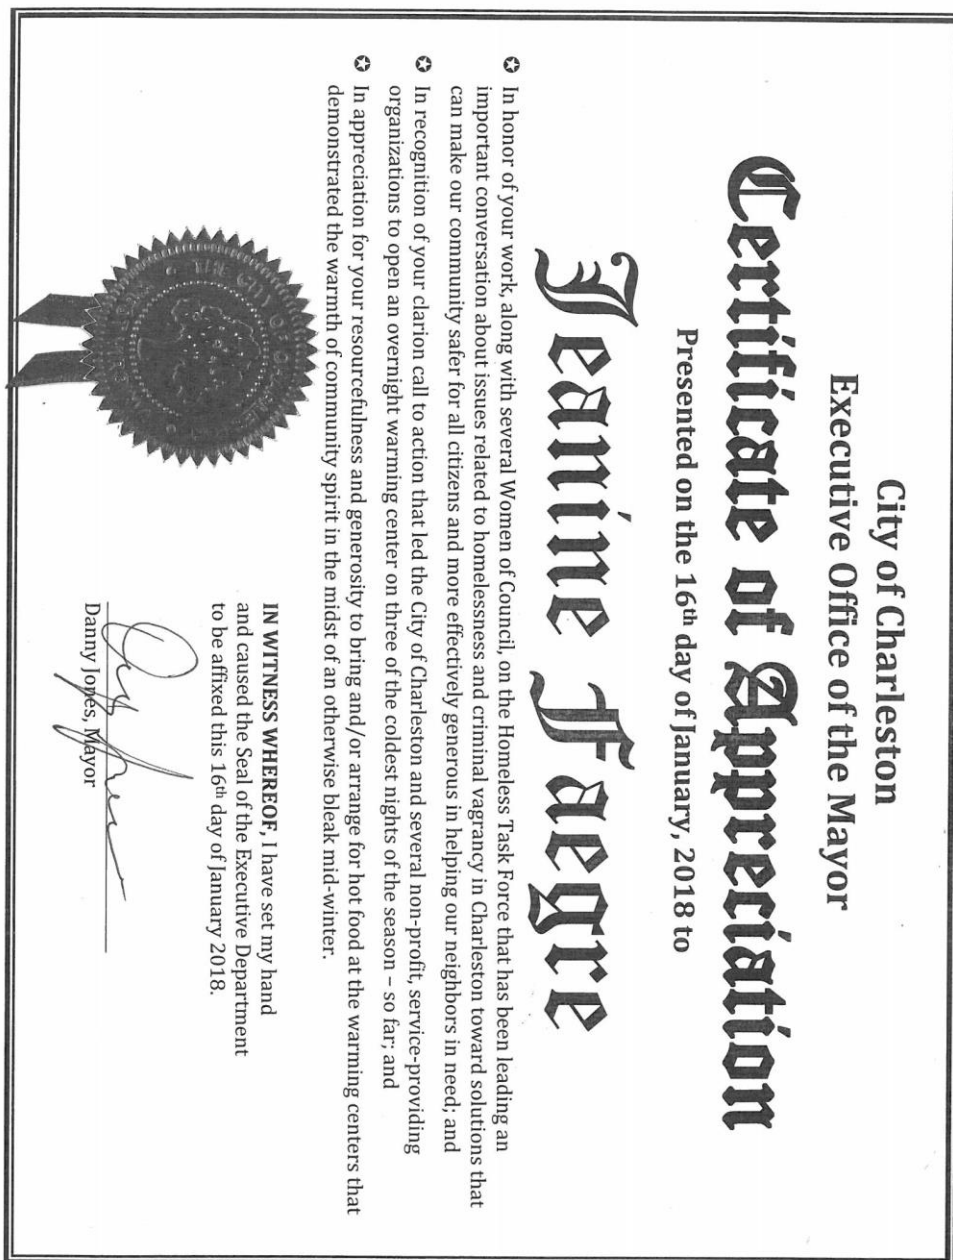 City of Charleston
Executive Office of the Mayor
Certificate of Appreciation
Presented on the 16th day of January, 2018 to
Jeanine Faegre
✪ In honor of your work, along with several Women of Council, on the Homeless Task Force that has been leading an
important conversation about issues related to homelessness and criminal vagrancy in Charleston toward solutions that
can make our community safer for all citizens and more effectively generous in helping our neighbors in need; and
✪ In recognition of your clarion call to action that led the City of Charleston and several non-profit, service-providing
organizations to open an overnight warming center on three of the coldest nights of the season – so far; and
✪ In appreciation for your resourcefulness and generosity to bring and/or arrange for hot food at the warming centers that
demonstrated the warmth of community spirit in the midst of an otherwise bleak mid-winter.
THE CITY OF
IN WITNESS WHEREOF, I have set my hand
and caused the Seal of the Executive Department
to be affixed this 16th day of January 2018.
Danny Jones, Mayor